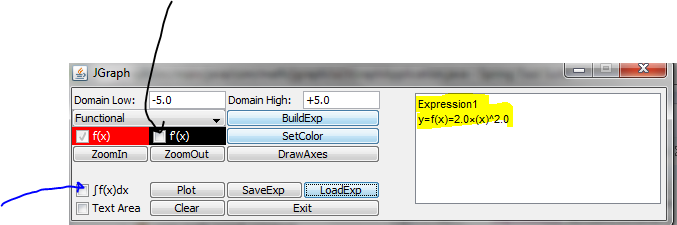 JGraph
Domain Low: -5.0 Domain High: +5.0
Functional BuildExp
f(x) f'(x) SetColor
ZoomIn ZoomOut DrawAxes
∫f(x)dx Plot SaveExp LoadExp
Text Area Clear Exit
Expression1
y=f(x)=2.0×(x)^2.0